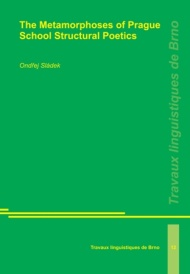 The Metamorphoses of Prague
School Structural Poetics
Ondřej Sládek
Travaux linguistiques de Brno
Travaux linguistiques de Brno